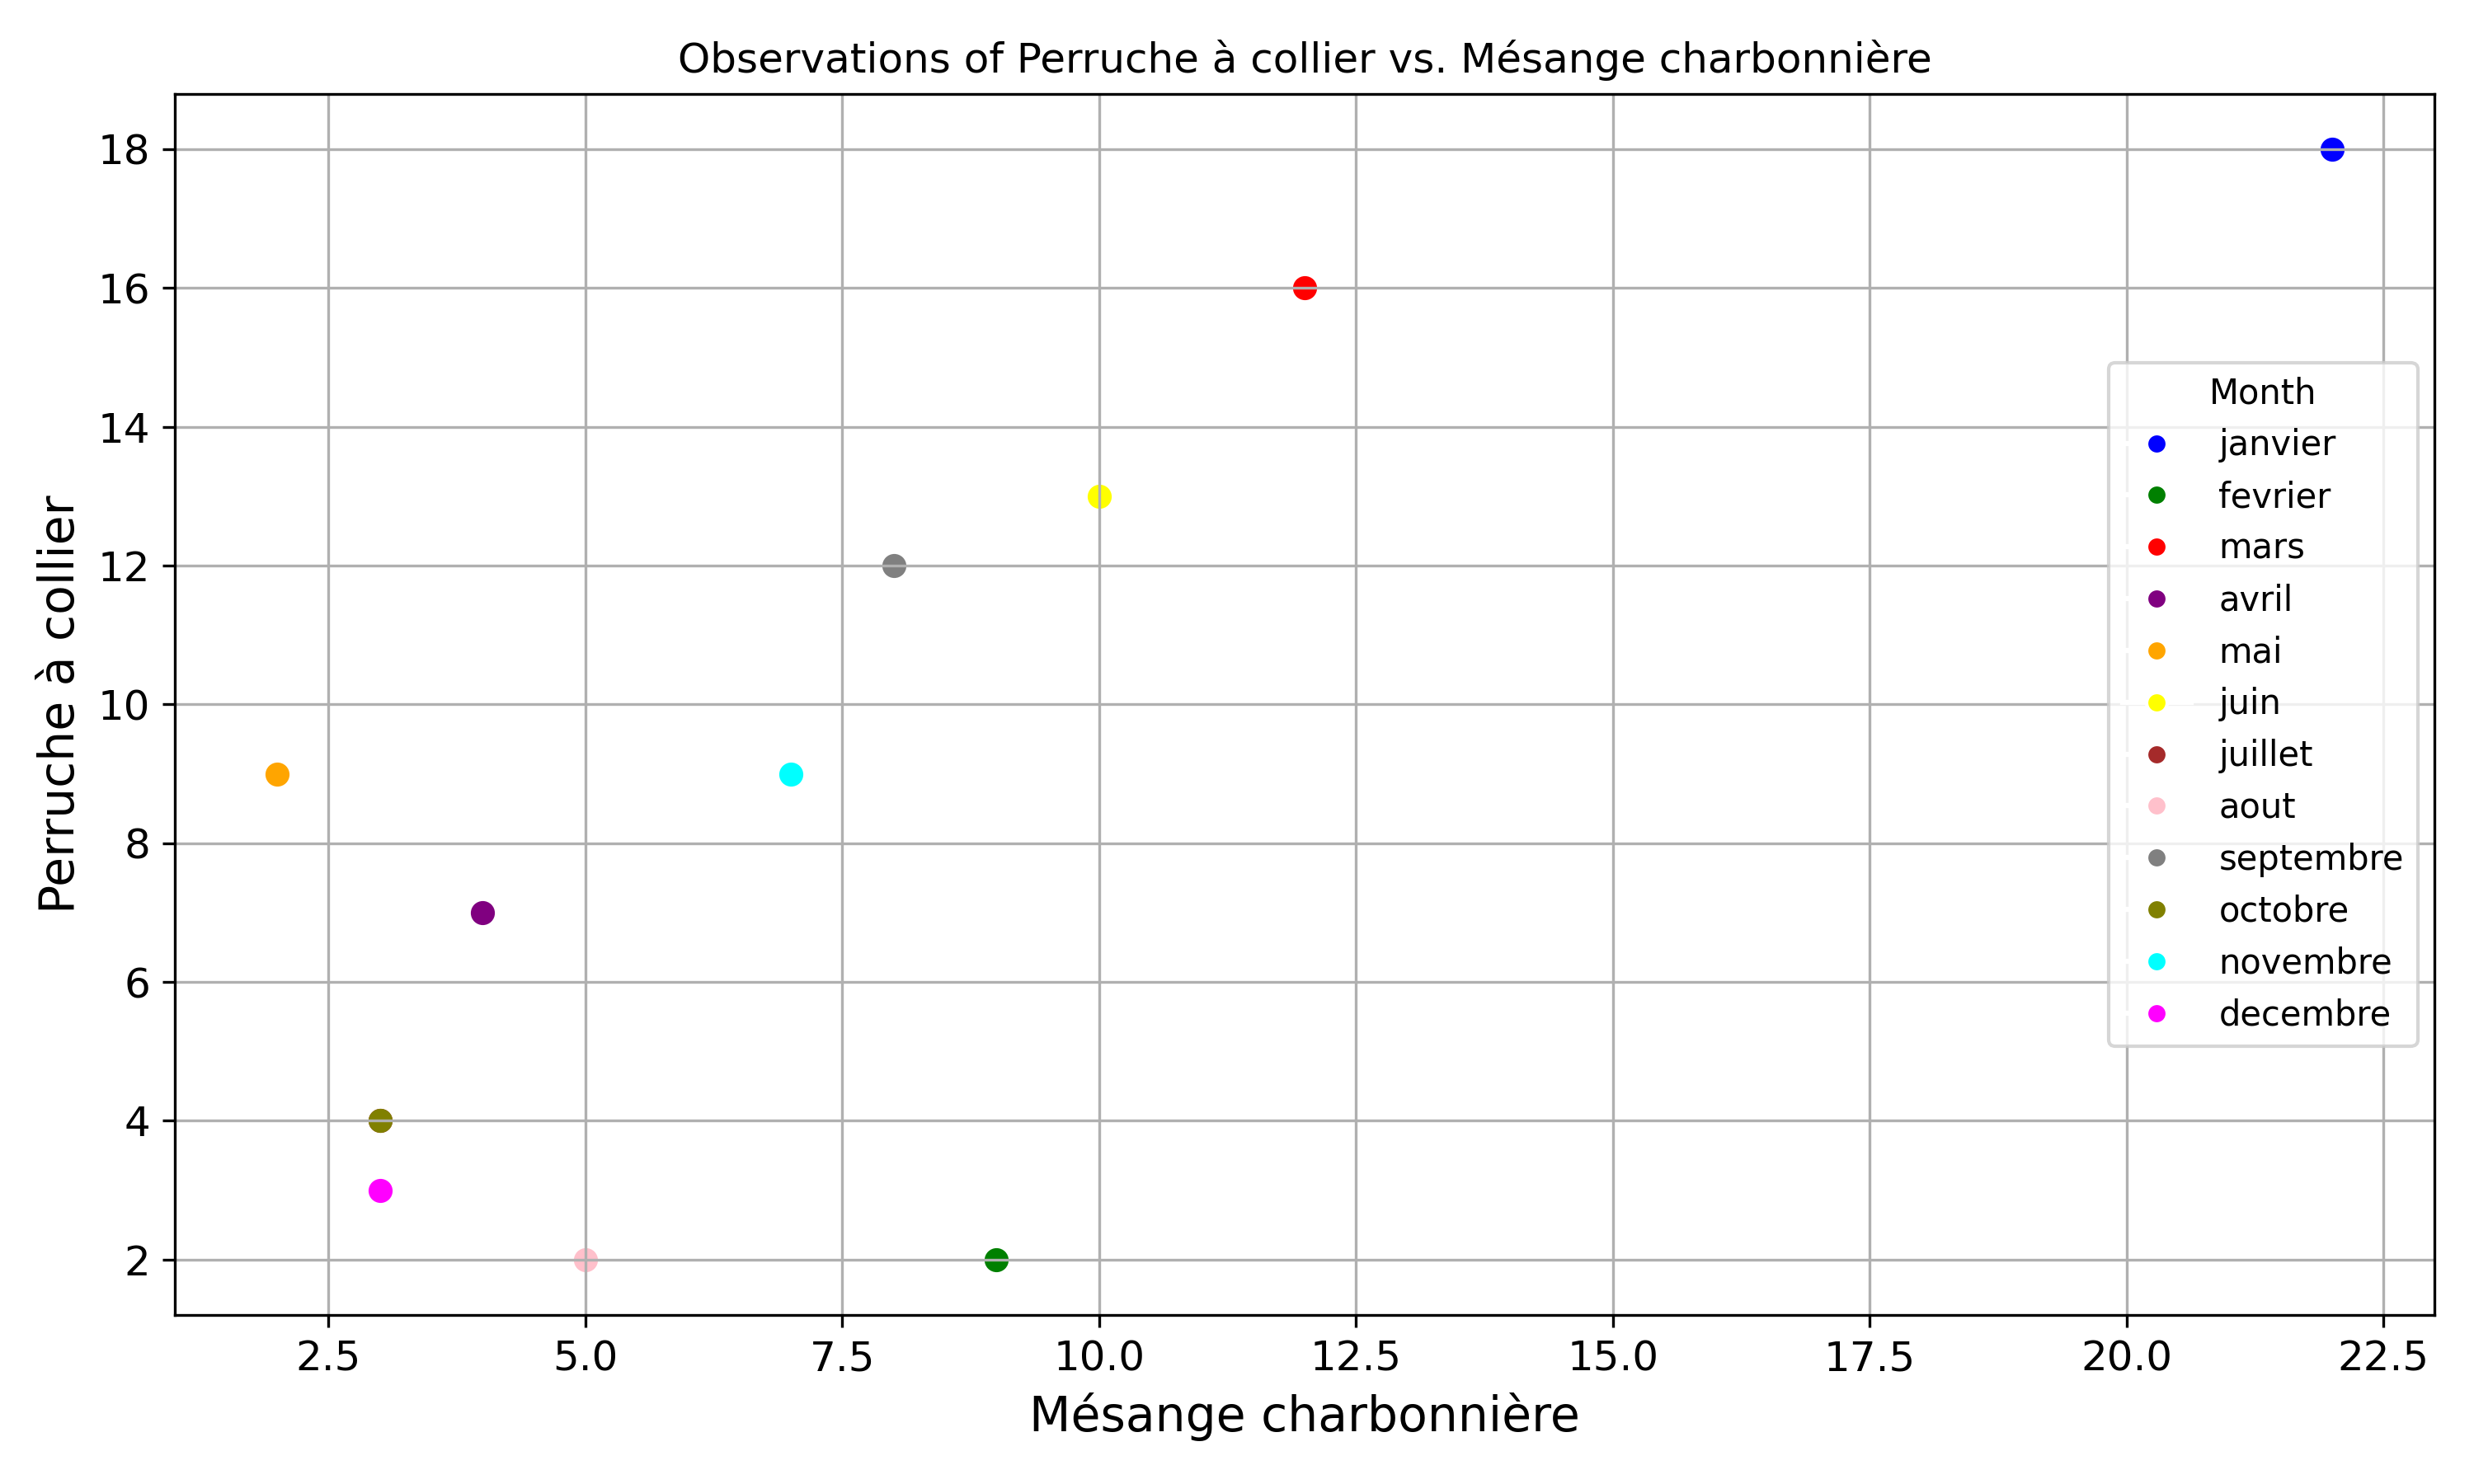 Observations of Perruche à collier vs. Mésange charbonnière
Perruche à collier
18
16
14
12
10
8
6
4
2
Month
janvier
fevrier
mars
avril
mai
juin
juillet
aout
septembre
octobre
novembre
decembre
2.5 5.0 7.5 10.0 12.5 15.0 17.5 20.0 22.5
Mésange charbonnière